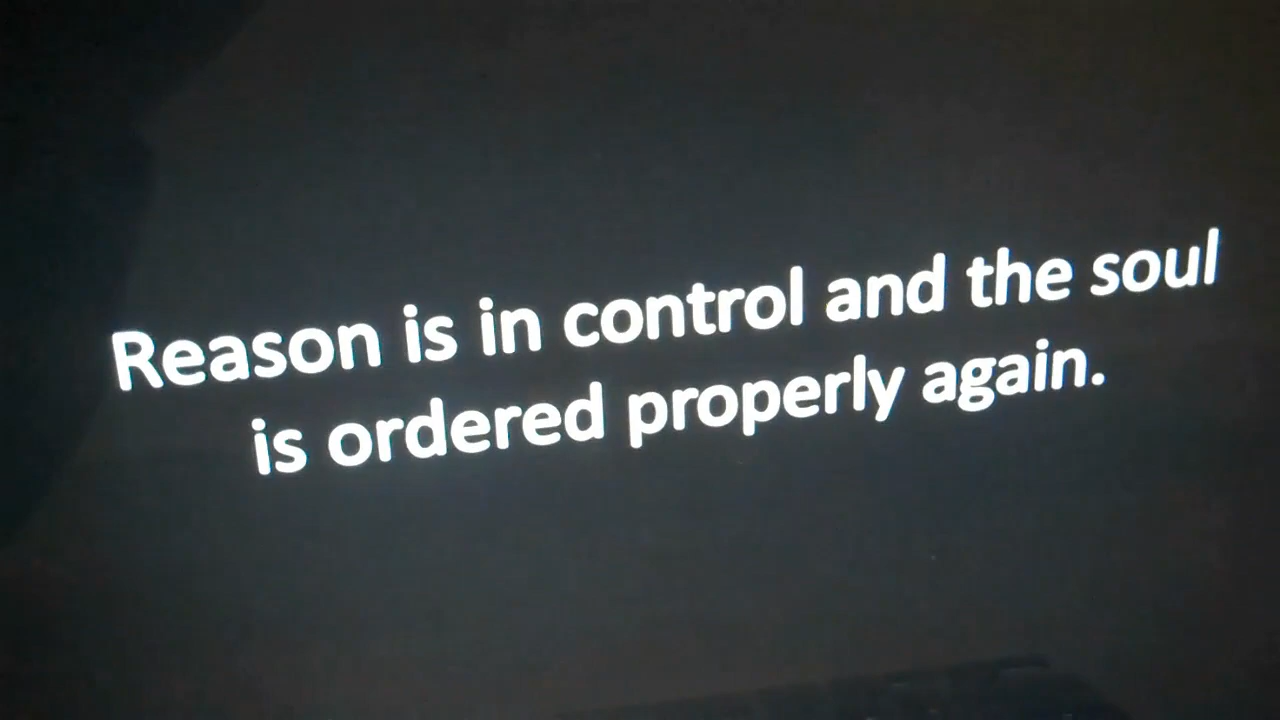 Reason is in control and the soul
is ordered properly again.